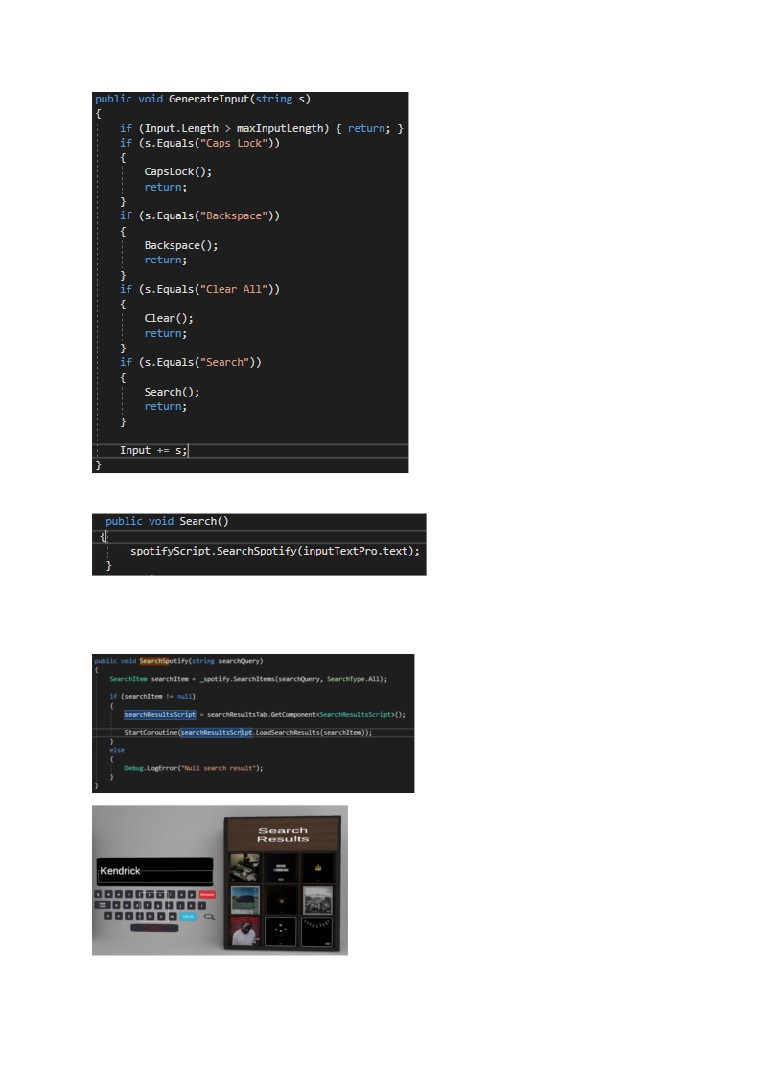 public void GenerateInput(string s)
{
if (Input.Length > maxInputLength) { return; }
if (s.Equals("Caps Lock"))
{
CapsLock();
return;
}
if (s.Equals("Backspace"))
{
Backspace();
return;
}
if (s.Equals("Clear All"))
{
Clear();
return;
}
if (s.Equals("Search"))
{
Search();
return;
}
Input += s;
}
public void Search()
{
spotifyScript.SearchSpotify(inputTextPro.text);
}
public void SearchSpotify(string searchQuery)
{
SearchItem searchItem = _spotify.SearchItems(searchQuery, SearchType.All);
if (searchItem != null)
{
searchResultsScript = searchResultsTab.GetComponent<SearchResultsScript>();
StartCoroutine(searchResultsScript.LoadSearchResults(searchItem));
}
else
{
Debug.LogError("Null search result");
}
}
Search
Results
Kendrick